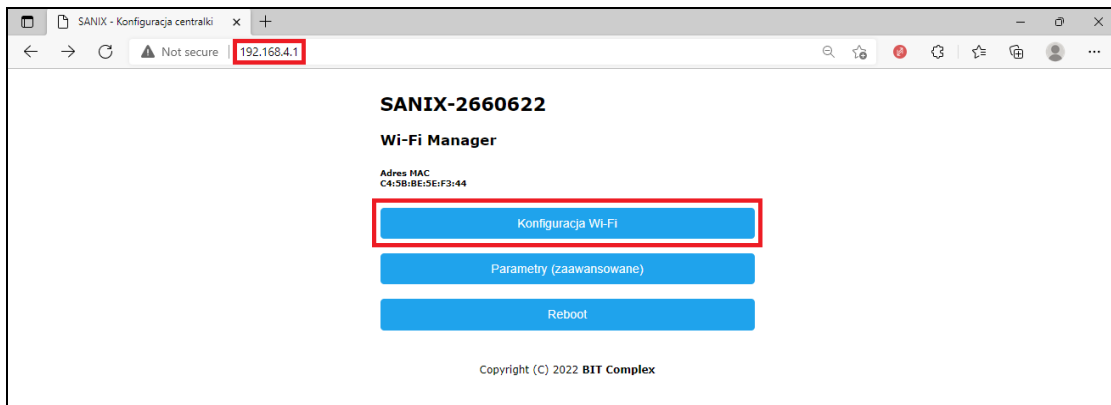 SANIX - Konfiguracja centralki
Not secure
192.168.4.1
SANIX-2660622
Wi-Fi Manager
Adres MAC
C4:5B:BE:5E:F3:44
Konfiguracja Wi-Fi
Parametry (zaawansowane)
Reboot
Copyright (C) 2022 BIT Complex